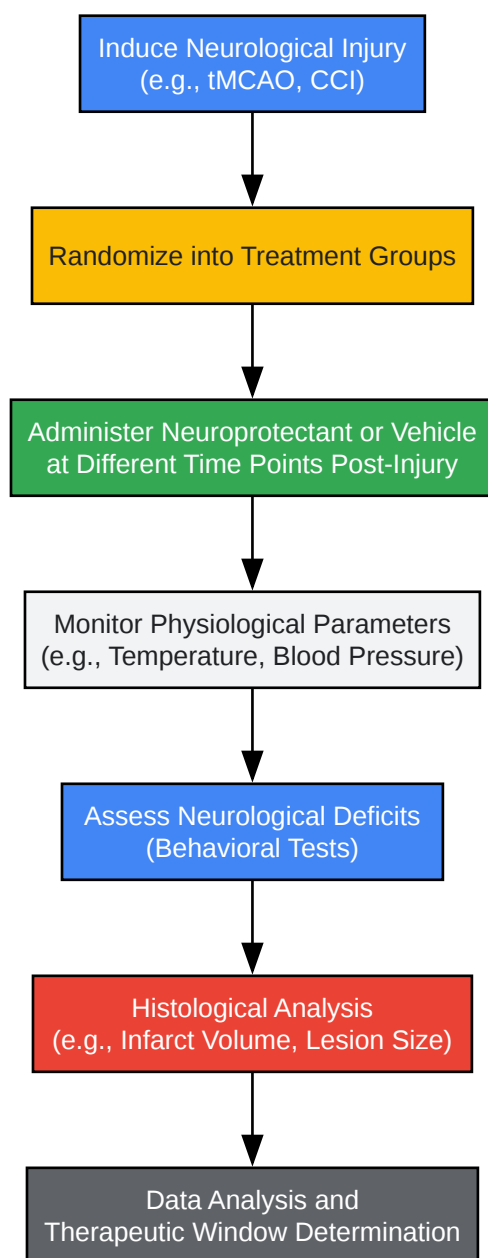 Induce Neurological Injury
(e.g., tMCAO, CCI)
Randomize into Treatment Groups
Administer Neuroprotectant or Vehicle
at Different Time Points Post-Injury
Monitor Physiological Parameters
(e.g., Temperature, Blood Pressure)
Assess Neurological Deficits
(Behavioral Tests)
Histological Analysis
(e.g., Infarct Volume, Lesion Size)
Data Analysis and
Therapeutic Window Determination